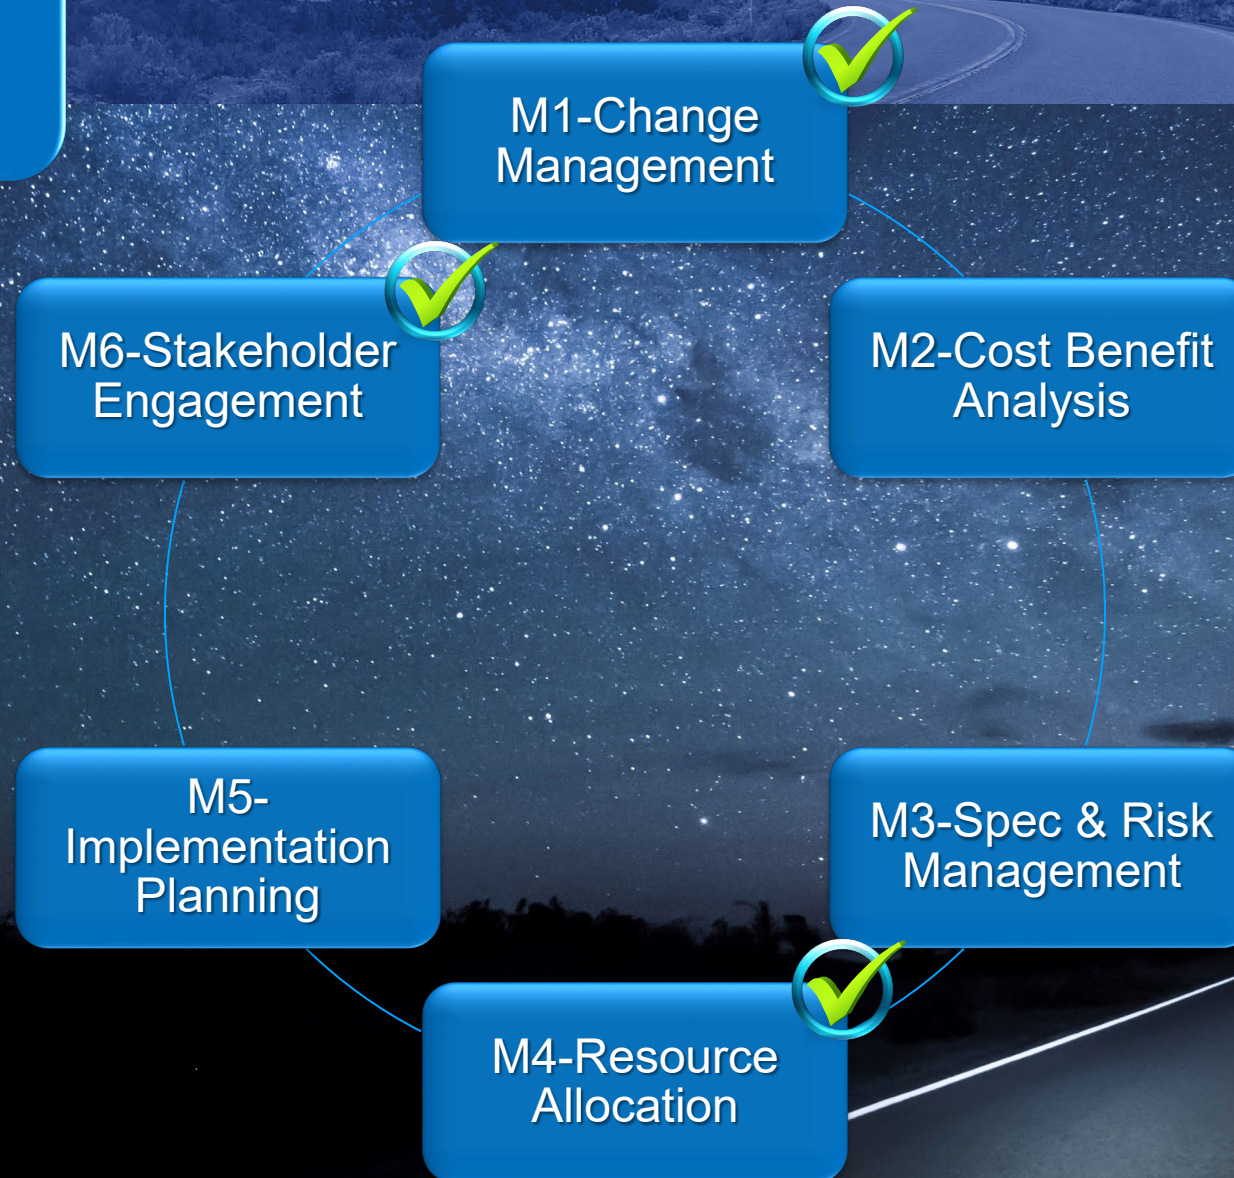 M1-Change
Management
M6-Stakeholder
Engagement
M2-Cost Benefit
Analysis
M5-
Implementation
Planning
M3-Spec & Risk
Management
M4-Resource
Allocation